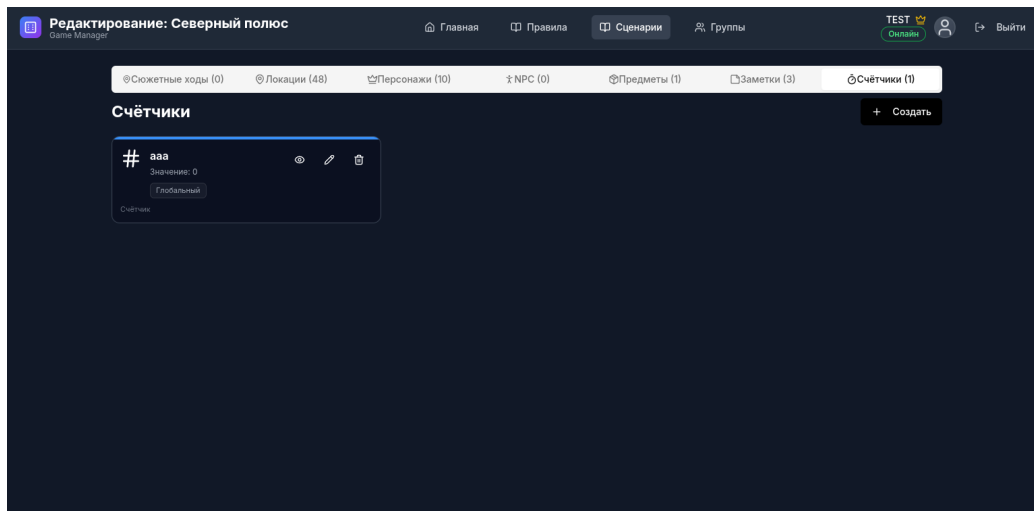 Редактирование: Северный полюс
Game Manager
Главная
Правила
Сценарии
Группы
TEST
Онлайн
Выйти
Сюжетные ходы (0)
Локации (48)
Персонажи (10)
NPC (0)
Предметы (1)
Заметки (3)
Счётчики (1)
Счётчики
+ Создать
# aaa
Значение: 0
Глобальный
Счётчик